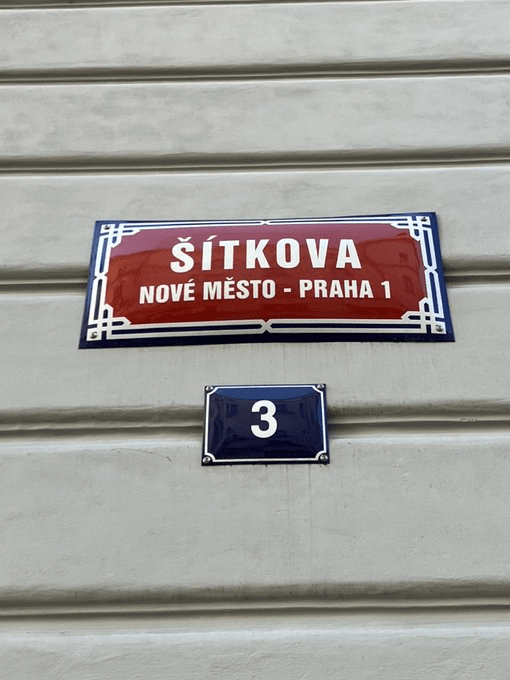 ŠÍTKOVA
NOVÉ MĚSTO - PRAHA 1
3